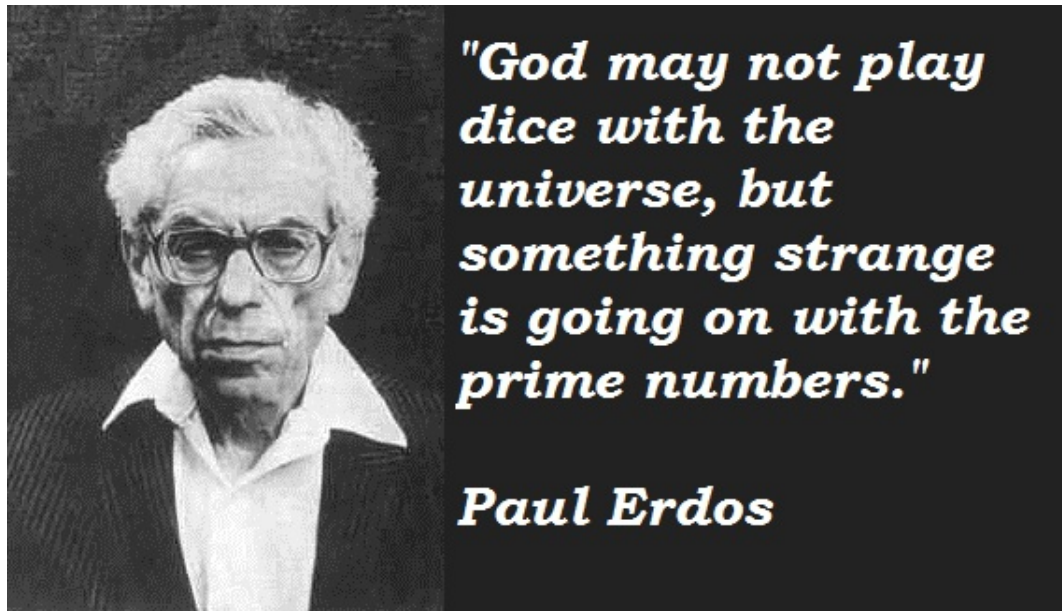 "God may not play
dice with the
universe, but
something strange
is going on with the
prime numbers."
Paul Erdos